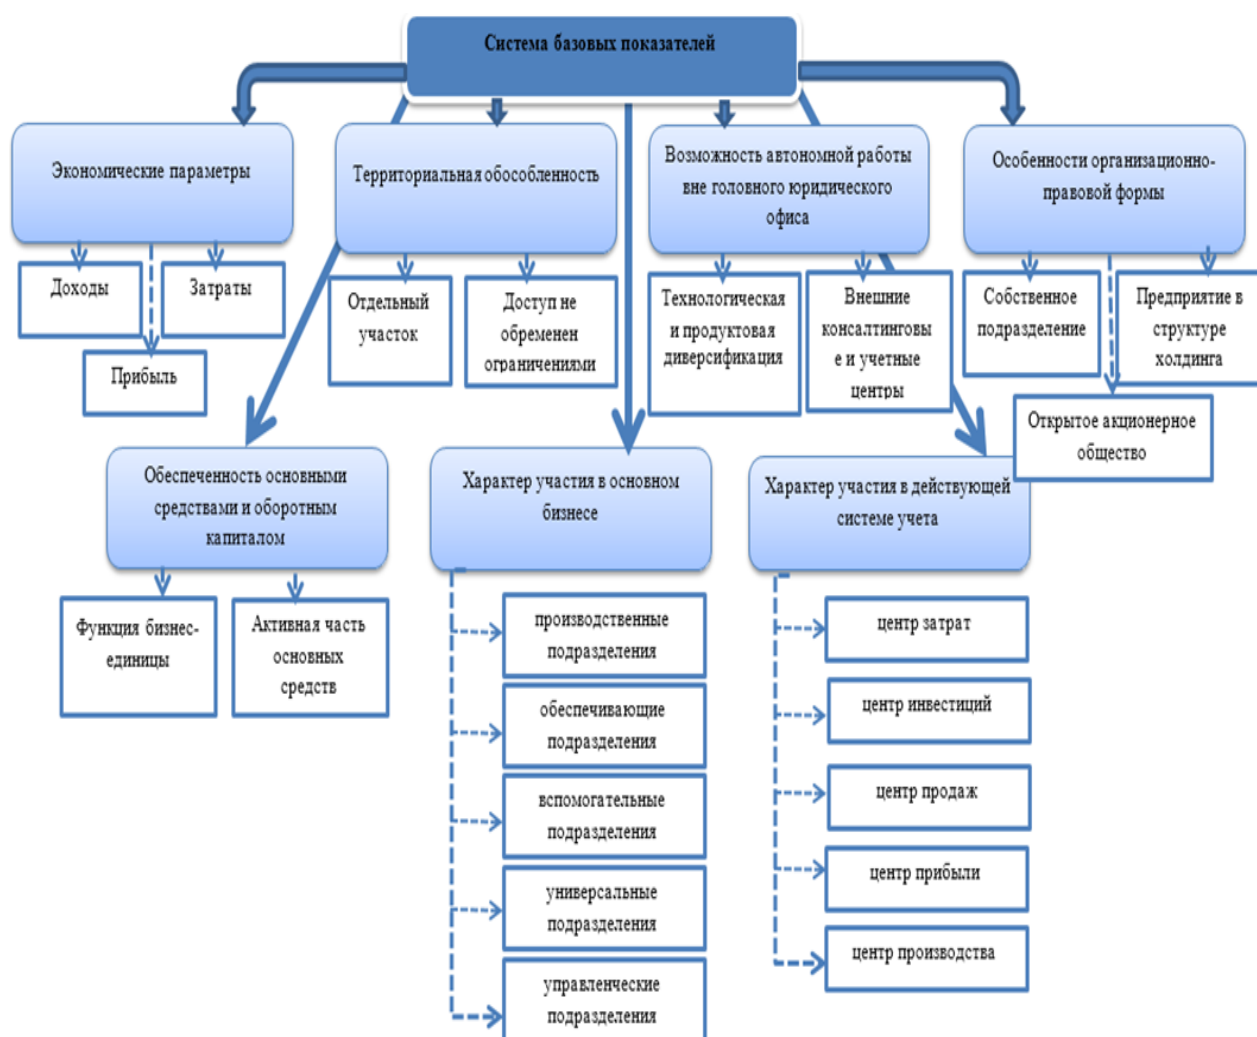 Система базовых показателей
Экономические параметры
Территориальная обособленность
Возможность автономной работы
вне головного юридического
офиса
Особенности организационно-
правовой формы
Доходы
Затраты
Прибыль
Отдельный
участок
Доступ не
обременен
ограничениями
Технологическая
и продуктовая
диверсификация
Внешние
консалтинговы
е и учетные
центры
Собственное
подразделение
Предприятие в
структуре
холдинга
Открытое акционерное
общество
Обеспеченность основными
средствами и оборотным
капиталом
Характер участия в основном
бизнесе
Характер участия в действующей
системе учета
Функция бизнес-
единицы
Активная часть
основных
средств
производственные
подразделения
обеспечивающие
подразделения
вспомогательные
подразделения
универсальные
подразделения
управленческие
подразделения
центр затрат
центр инвестиций
центр продаж
центр прибыли
центр производства